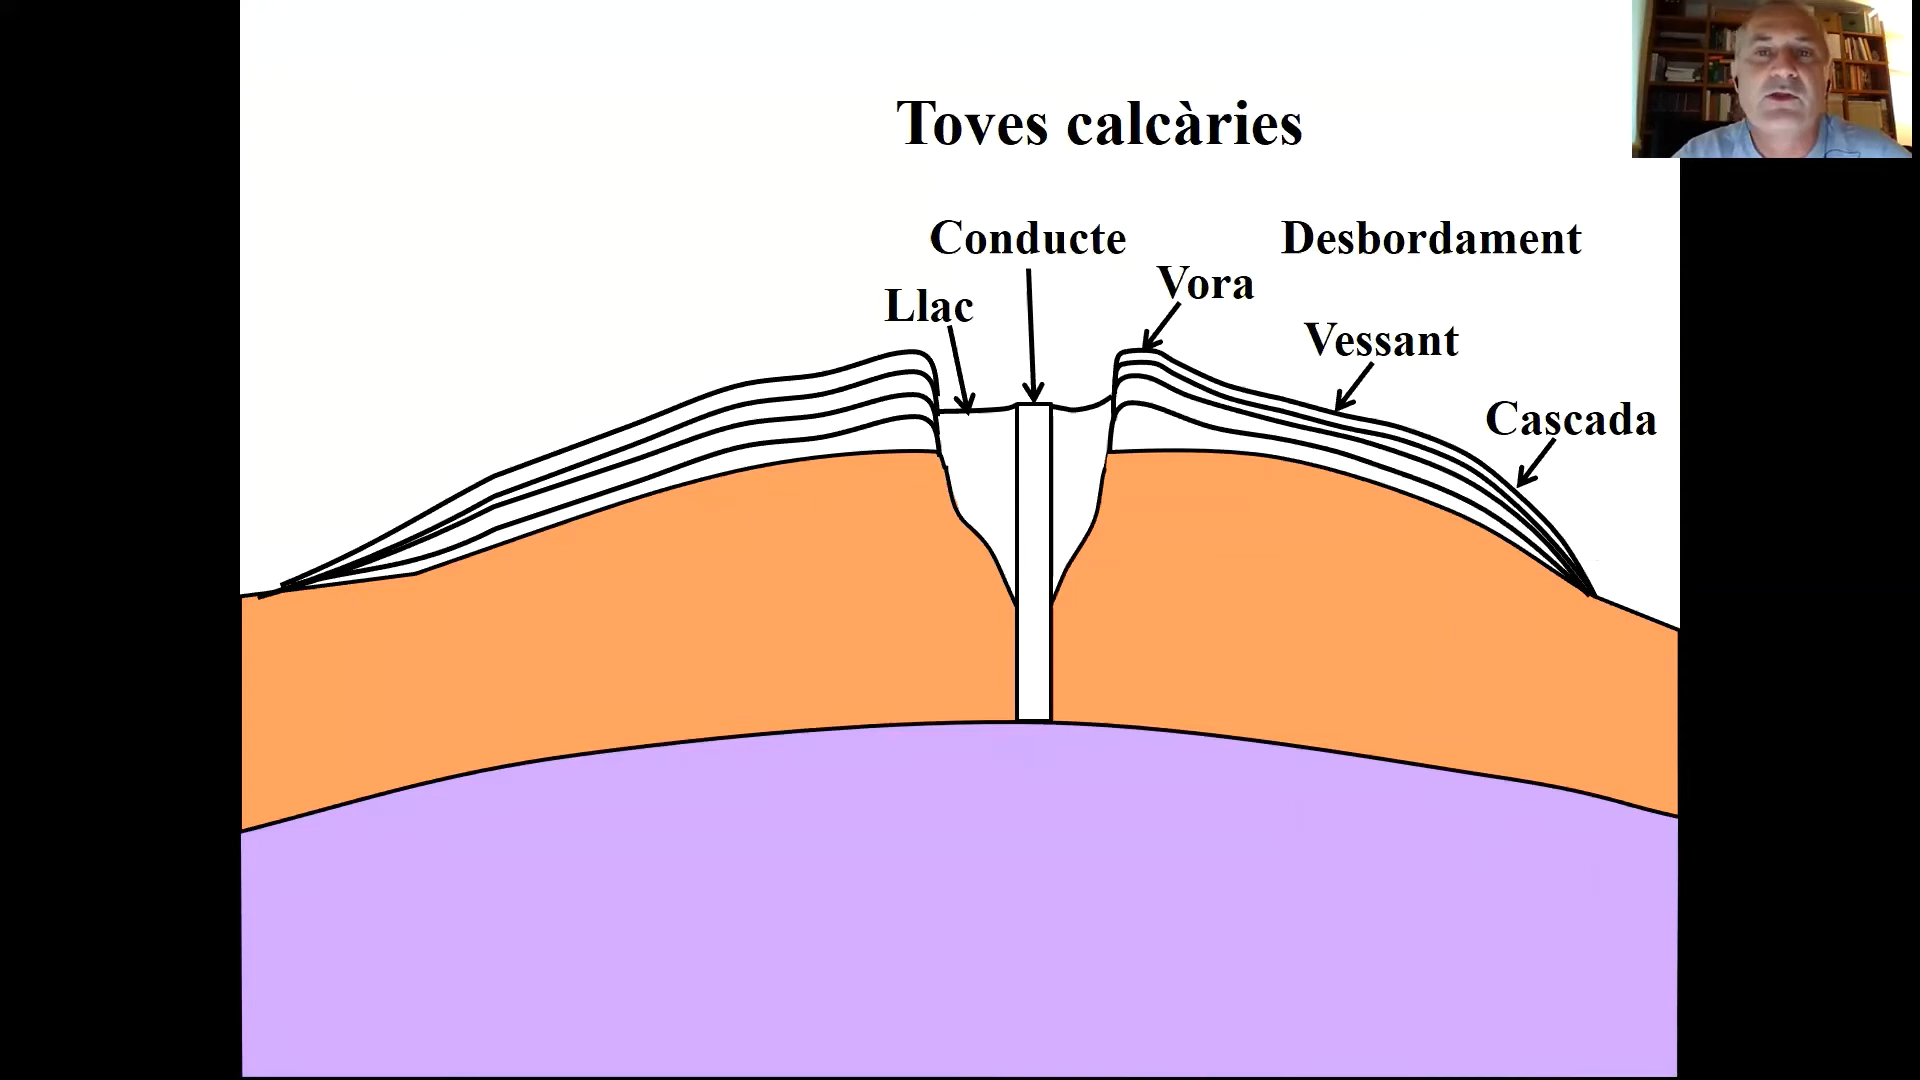 Toves calcàries
Conducte
Desbordament
Vora
Llac
Vessant
Cascada